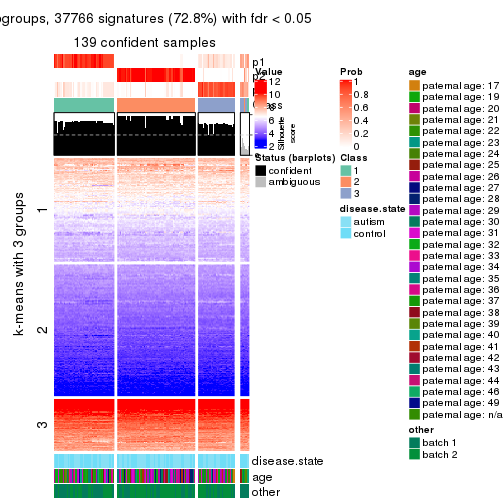 ogroups, 37766 signatures (72.8%) with fdr < 0.05
139 confident samples
p1
p2
Value
12
10
8
6
4
2
Silhouette
score
Status (barplots)
confident
ambiguous
Prob
1
0.8
0.6
0.4
0.2
0
Class
1
2
3
disease.state
autism
control
age
paternal age: 17
paternal age: 19
paternal age: 20
paternal age: 21
paternal age: 22
paternal age: 23
paternal age: 24
paternal age: 25
paternal age: 26
paternal age: 27
paternal age: 28
paternal age: 29
paternal age: 30
paternal age: 31
paternal age: 32
paternal age: 33
paternal age: 34
paternal age: 35
paternal age: 36
paternal age: 37
paternal age: 38
paternal age: 39
paternal age: 40
paternal age: 41
paternal age: 42
paternal age: 43
paternal age: 44
paternal age: 46
paternal age: 49
paternal age: n/a
other
batch 1
batch 2
k-means with 3 groups
1
2
3
disease.state
age
other